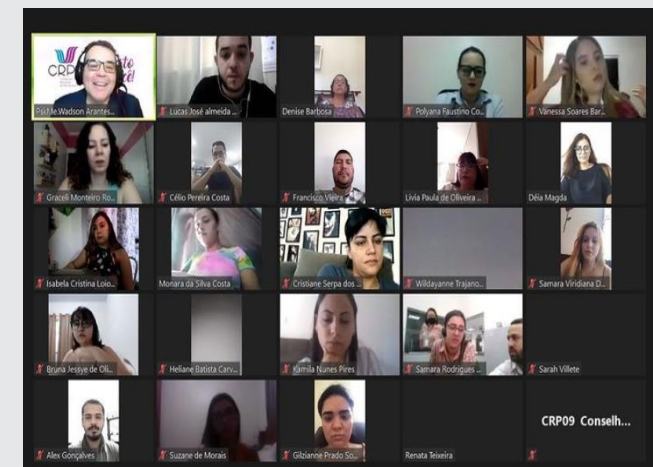 CRP
Psi.Me.Wadson Arantes...
Lucas José almeida ...
Denise Barbosa
Polyana Faustino Co...
Vanessa Soares Bar...
Graceli Monteiro Ro...
Célio Pereira Costa
Francisco Vieira
Livia Paula de Oliveira ...
Déia Magda
Isabela Cristina Loio...
Monara da Silva Costa
Cristiane Serpa dos ...
Wildayanne Trajano...
Samara Viridiana D...
Bruna Jessye de Oli...
Heliane Batista Carv...
Kamila Nunes Pires
Samara Rodrigues ...
Sarah Villete
Alex Gonçalves
Suzane de Morais
Gilzianne Prado So...
Renata Teixeira
CRP09 Conselh...